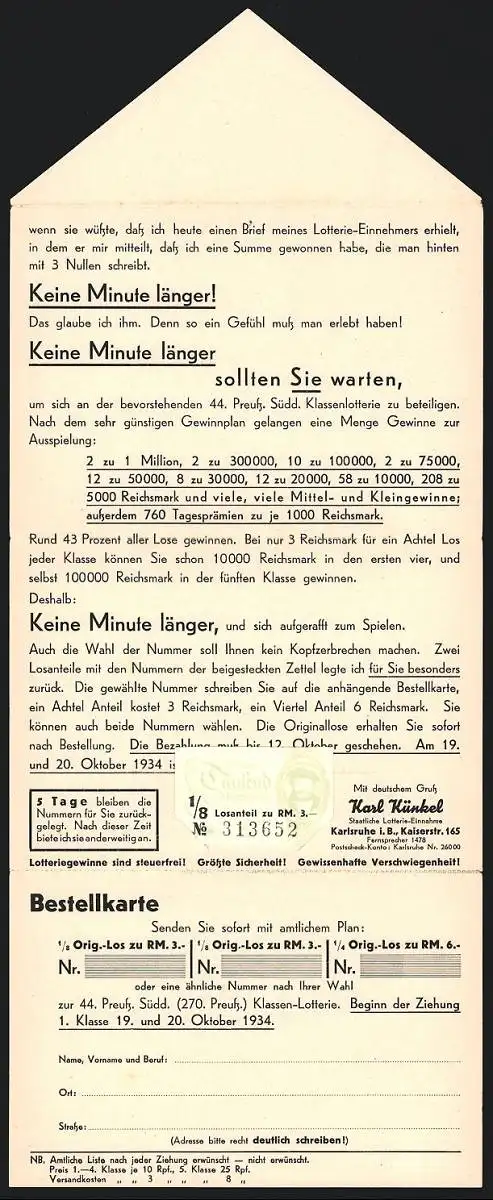 wenn sie wüßte, daß ich heute einen Brief meines Lotterie-Einnehmers erhielt,
in dem er mir mitteilt, daß ich eine Summe gewonnen habe, die man hinten
mit 3 Nullen schreibt.
Keine Minute länger!
Das glaube ich ihm. Denn so ein Gefühl muß man erlebt haben!
Keine Minute länger
sollten Sie warten,
um sich an der bevorstehenden 44. Preuß. Südd. Klassenlotterie zu beteiligen.
Nach dem sehr günstigen Gewinnplan gelangen eine Menge Gewinne zur
Ausspielung:
2 zu 1 Million, 2 zu 300000, 10 zu 100000, 2 zu 75000,
12 zu 50000, 8 zu 30000, 12 zu 20000, 58 zu 10000, 208 zu
5000 Reichsmark und viele, viele Mittel- und Kleingewinne;
außerdem 760 Tagesprämien zu je 1000 Reichsmark.
Rund 43 Prozent aller Lose gewinnen. Bei nur 3 Reichsmark für ein Achtel Los
jeder Klasse können Sie schon 10000 Reichsmark in den ersten vier, und
selbst 100000 Reichsmark in der fünften Klasse gewinnen.
Deshalb:
Keine Minute länger, und sich aufgerafft zum Spielen.
Auch die Wahl der Nummer soll Ihnen kein Kopfzerbrechen machen. Zwei
Losanteile mit den Nummern der beigesteckten Zettel legte ich für Sie besonders
zurück. Die gewählte Nummer schreiben Sie auf die anhängende Bestellkarte,
ein Achtel Anteil kostet 3 Reichsmark, ein Viertel Anteil 6 Reichsmark. Sie
können auch beide Nummern wählen. Die Originallose erhalten Sie sofort
nach Bestellung. Die Bezahlung muß bis 12. Oktober geschehen. Am 19.
und 20. Oktober 1934 is
5 Tage bleiben die
Nummern für Sie zurück-
gelegt. Nach dieser Zeit
biete ich sie anderweitig an.
1/8 Losanteil zu RM. 3.—
№ 313652
Mit deutschem Gruß
Karl Künkel
Staatliche Lotterie-Einnahme
Karlsruhe i. B., Kaiserstr. 165
Fernsprecher 1478
Postscheck-Konto: Karlsruhe Nr. 26000
Lotteriegewinne sind steuerfrei! Größte Sicherheit! Gewissenhafte Verschwiegenheit!
Bestellkarte
Senden Sie sofort mit amtlichem Plan:
1/8 Orig.-Los zu RM. 3.- 1/8 Orig.-Los zu RM. 3.- 1/4 Orig.-Los zu RM. 6.-
Nr. Nr. Nr.
oder eine ähnliche Nummer nach Ihrer Wahl
zur 44. Preuß. Südd. (270. Preuß.) Klassen-Lotterie. Beginn der Ziehung
1. Klasse 19. und 20. Oktober 1934.
Name, Vorname und Beruf:
Ort:
Straße:
(Adresse bitte recht deutlich schreiben!)
NB. Amtliche Liste nach jeder Ziehung erwünscht — nicht erwünscht.
Preis 1.—4. Klasse je 10 Rpf., 5. Klasse 25 Rpf.
Versandkosten „ „ 3 „ „ „ 8 „